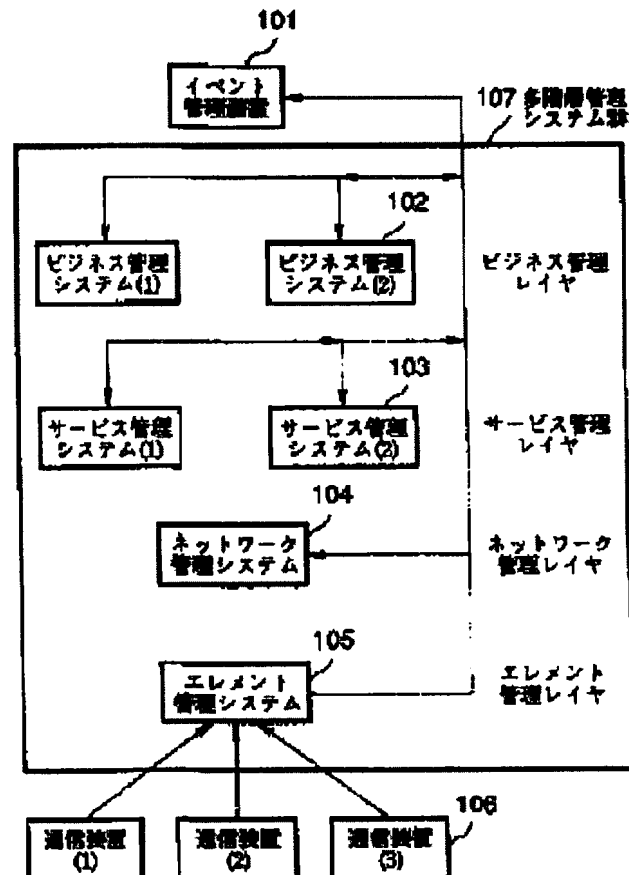 101
イベント
管理装置
107 多階層管理
システム群
102
ビジネス管理
システム(1)
ビジネス管理
システム(2)
ビジネス管理
レイヤ
103
サービス管理
システム(1)
サービス管理
システム(2)
サービス管理
レイヤ
104
ネットワーク
管理システム
ネットワーク
管理レイヤ
105
エレメント
管理システム
エレメント
管理レイヤ
106
通信装置
(1)
通信装置
(2)
通信装置
(3)